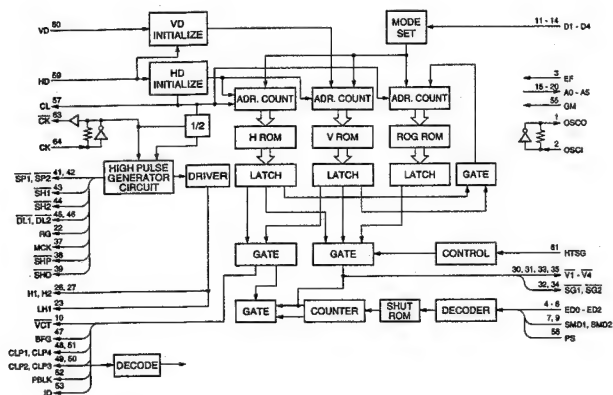 VD 60
VD INITIALIZE
MODE SET
11 - 14 D1 - D4
HD 59
HD INITIALIZE
3 EF
15 - 20 A0 - A5
55 GM
CL 57
CK 63
CK 64
1/2
ADR. COUNT
ADR. COUNT
ADR. COUNT
1 OSCO
2 OSCI
H ROM
V ROM
ROG ROM
HIGH PULSE GENERATOR CIRCUIT
DRIVER
LATCH
LATCH
LATCH
GATE
SP1, SP2 41, 42
SH1 43
SH2 44
DL1, DL2 45, 46
RG 22
MCK 37
SHP 38
SHD 39
GATE
GATE
CONTROL
61 HTSG
30, 31, 33, 35 V1 - V4
32, 34 SG1, SG2
H1, H2 26, 27
LH1 23
GATE
COUNTER
SHUT ROM
DECODER
4 - 6 ED0 - ED2
7, 9 SMD1, SMD2
58 PS
VCT 10
BFG 47
CLP1, CLP4 48, 51
CLP2, CLP3 49, 50
PBLK 52
ID 53
DECODE